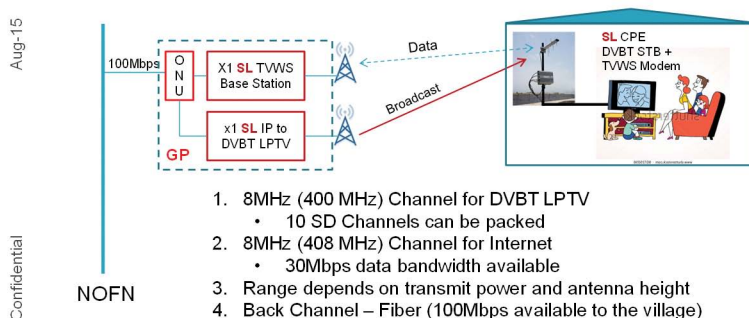 Aug-15
Confidential
100Mbps
O
N
U
X1 SL TVWS
Base Station
x1 SL IP to
DVBT LPTV
GP
NOFN
Data
Broadcast
SL CPE
DVBT STB +
TVWS Modem
1. 8MHz (400 MHz) Channel for DVBT LPTV
• 10 SD Channels can be packed
2. 8MHz (408 MHz) Channel for Internet
• 30Mbps data bandwidth available
3. Range depends on transmit power and antenna height
4. Back Channel – Fiber (100Mbps available to the village)